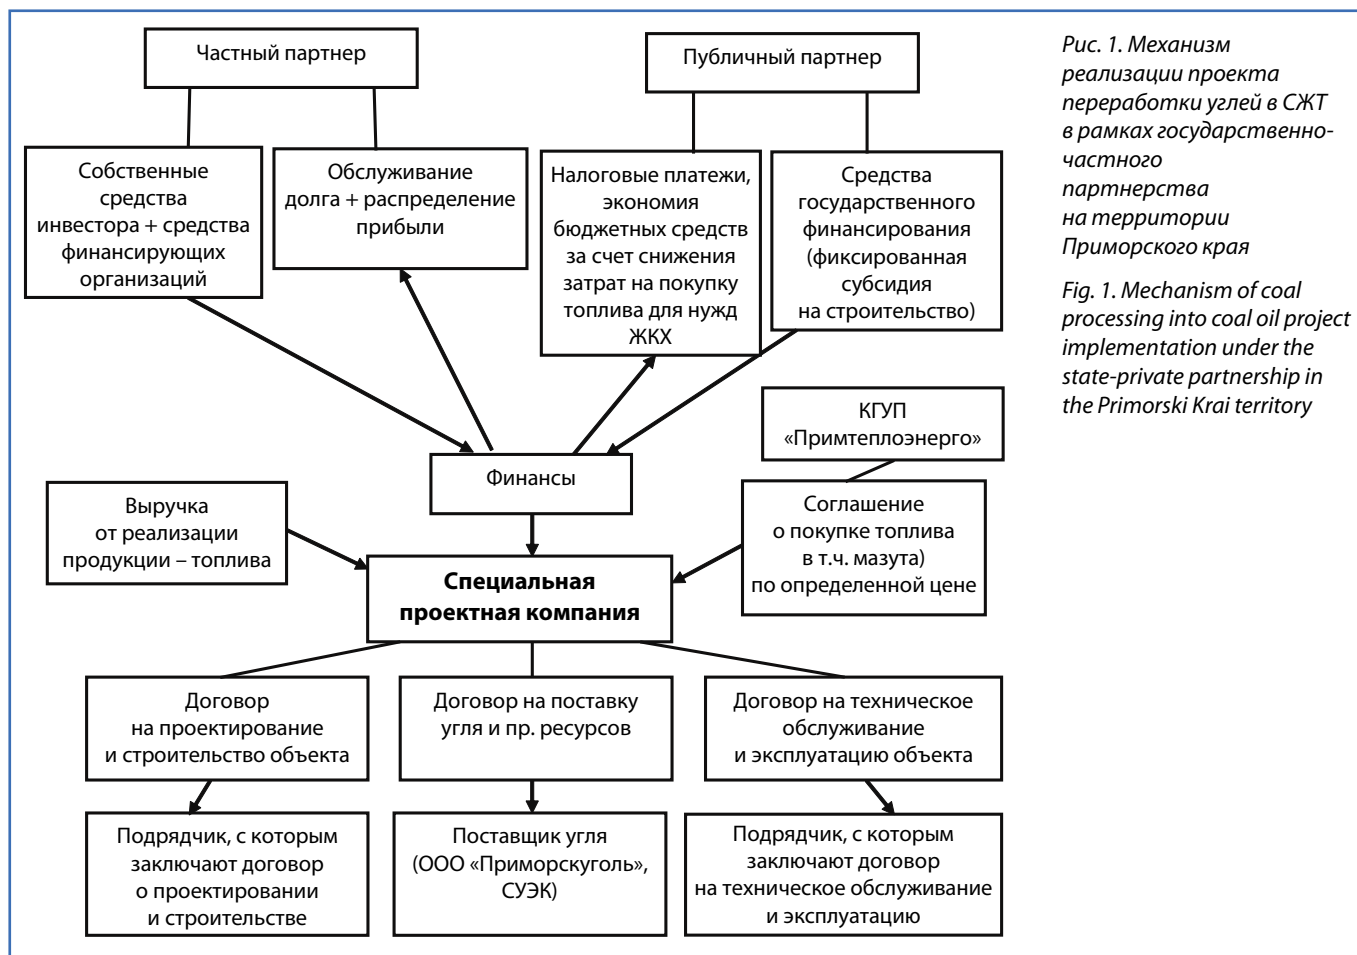 Частный партнер
Публичный партнер
Собственные
средства
инвестора + средства
финансирующих
организаций
Обслуживание
долга + распределение
прибыли
Налоговые платежи,
экономия
бюджетных средств
за счет снижения
затрат на покупку
топлива для нужд
ЖКХ
Средства
государственного
финансирования
(фиксированная
субсидия
на строительство)
КГУП
«Примтеплоэнерго»
Финансы
Выручка
от реализации
продукции – топлива
Соглашение
о покупке топлива
в т.ч. мазута)
по определенной цене
Специальная
проектная компания
Договор
на проектирование
и строительство объекта
Договор на поставку
угля и пр. ресурсов
Договор на техническое
обслуживание
и эксплуатацию объекта
Подрядчик, с которым
заключают договор
о проектировании
и строительстве
Поставщик угля
(ООО «Приморскуголь»,
СУЭК)
Подрядчик, с которым
заключают договор
на техническое обслуживание
и эксплуатацию
Рис. 1. Механизм
реализации проекта
переработки углей в СЖТ
в рамках государственно-
частного
партнерства
на территории
Приморского края
Fig. 1. Mechanism of coal
processing into coal oil project
implementation under the
state-private partnership in
the Primorski Krai territory